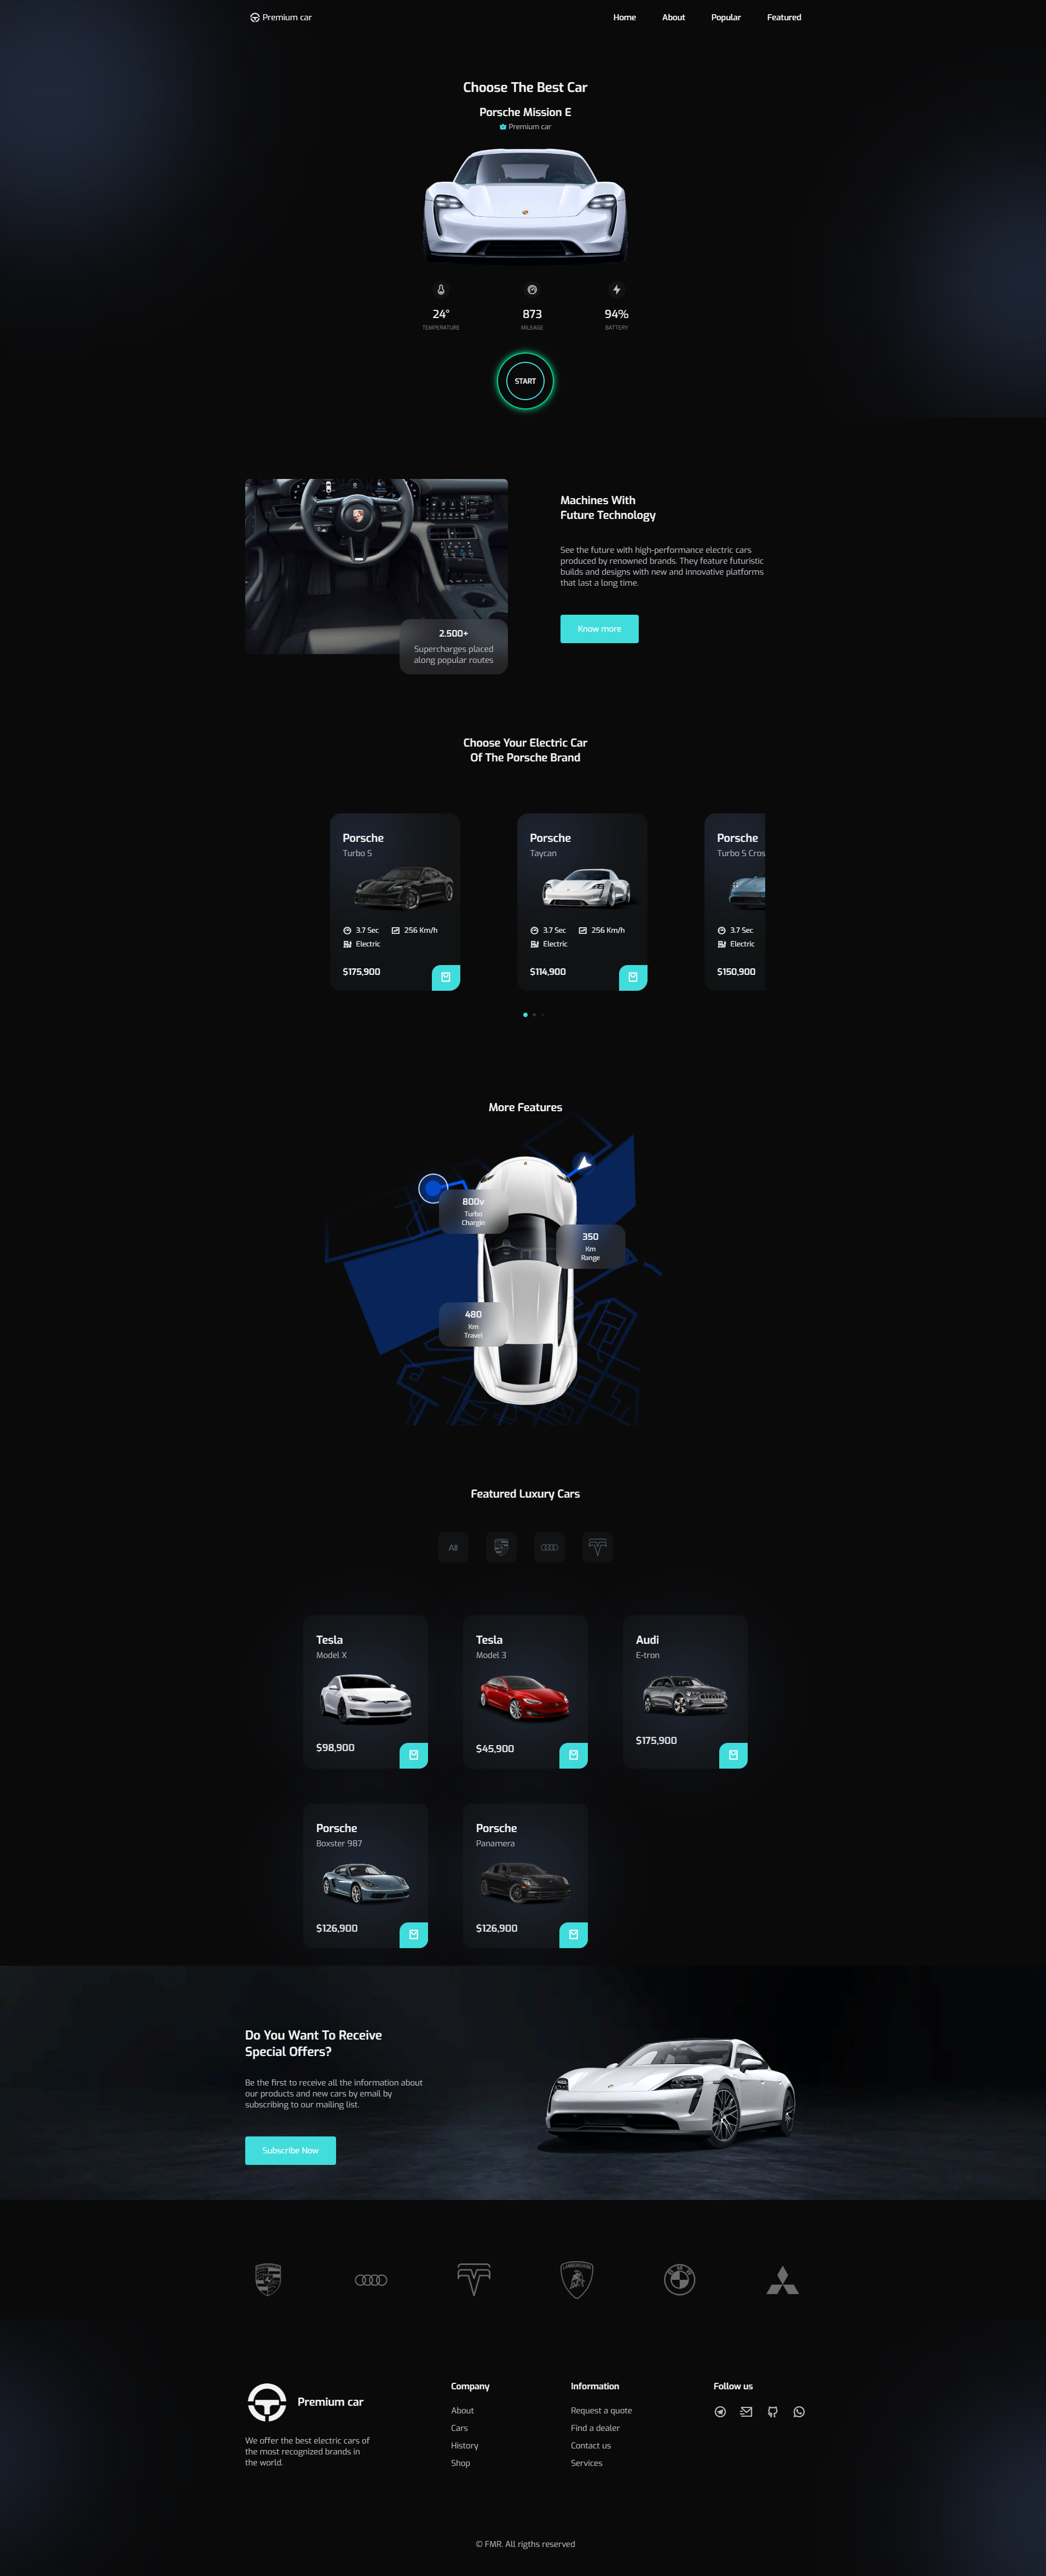 Premium car
Home
About
Popular
Featured
Choose The Best Car
Porsche Mission E
Premium car
24°
TEMPERATURE
873
MILEAGE
94%
BATTERY
START
Machines With
Future Technology
See the future with high-performance electric cars
produced by renowned brands. They feature futuristic
builds and designs with new and innovative platforms
that last a long time.
Know more
2.500+
Supercharges placed
along popular routes
Choose Your Electric Car
Of The Porsche Brand
Porsche
Turbo S
3.7 Sec
256 Km/h
Electric
$175,900
Porsche
Taycan
3.7 Sec
256 Km/h
Electric
$114,900
Porsche
Turbo S Cros
3.7 Sec
Electric
$150,900
More Features
800v
Turbo
Chargin
350
Km
Range
480
Km
Travel
Featured Luxury Cars
All
Tesla
Model X
$98,900
Tesla
Model 3
$45,900
Audi
E-tron
$175,900
Porsche
Boxster 987
$126,900
Porsche
Panamera
$126,900
Do You Want To Receive
Special Offers?
Be the first to receive all the information about
our products and new cars by email by
subscribing to our mailing list.
Subscribe Now
LAMBORGHINI
BMW
Premium car
We offer the best electric cars of
the most recognized brands in
the world.
Company
About
Cars
History
Shop
Information
Request a quote
Find a dealer
Contact us
Services
Follow us
© FMR. All rigths reserved